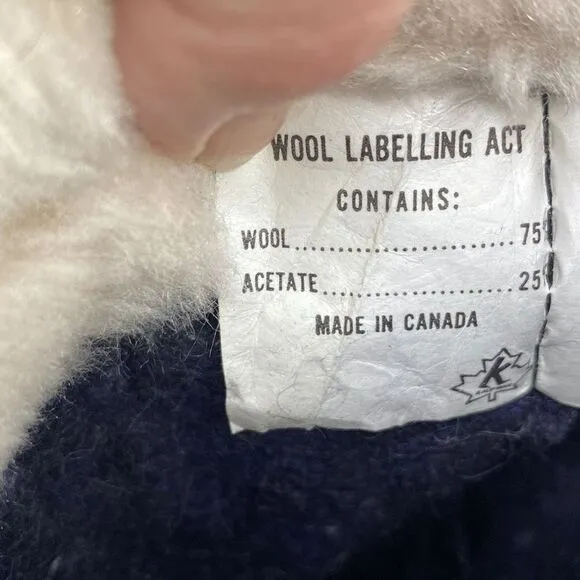 WOOL LABELLING ACT
CONTAINS:
WOOL..........................75
ACETATE......................25
MADE IN CANADA
K